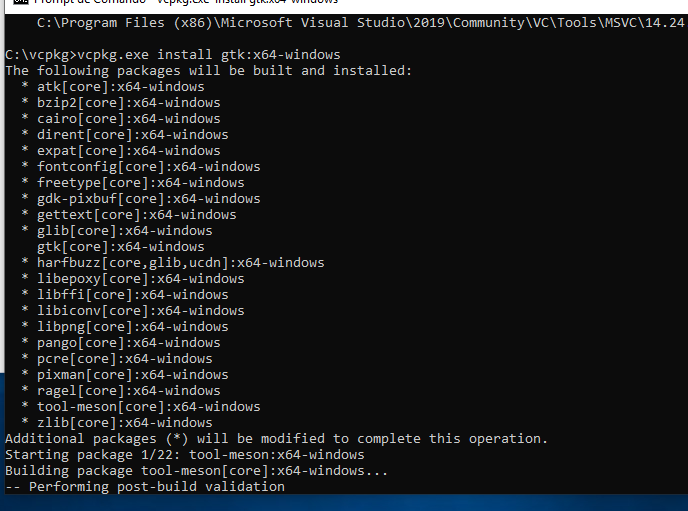 Prompt de Comando - vcpkg.exe install gtk:x64-windows
C:\Program Files (x86)\Microsoft Visual Studio\2019\Community\VC\Tools\MSVC\14.24
C:\vcpkg>vcpkg.exe install gtk:x64-windows
The following packages will be built and installed:
* atk[core]:x64-windows
* bzip2[core]:x64-windows
* cairo[core]:x64-windows
* dirent[core]:x64-windows
* expat[core]:x64-windows
* fontconfig[core]:x64-windows
* freetype[core]:x64-windows
* gdk-pixbuf[core]:x64-windows
* gettext[core]:x64-windows
* glib[core]:x64-windows
gtk[core]:x64-windows
* harfbuzz[core,glib,ucdn]:x64-windows
* libepoxy[core]:x64-windows
* libffi[core]:x64-windows
* libiconv[core]:x64-windows
* libpng[core]:x64-windows
* pango[core]:x64-windows
* pcre[core]:x64-windows
* pixman[core]:x64-windows
* ragel[core]:x64-windows
* tool-meson[core]:x64-windows
* zlib[core]:x64-windows
Additional packages (*) will be modified to complete this operation.
Starting package 1/22: tool-meson:x64-windows
Building package tool-meson[core]:x64-windows...
-- Performing post-build validation